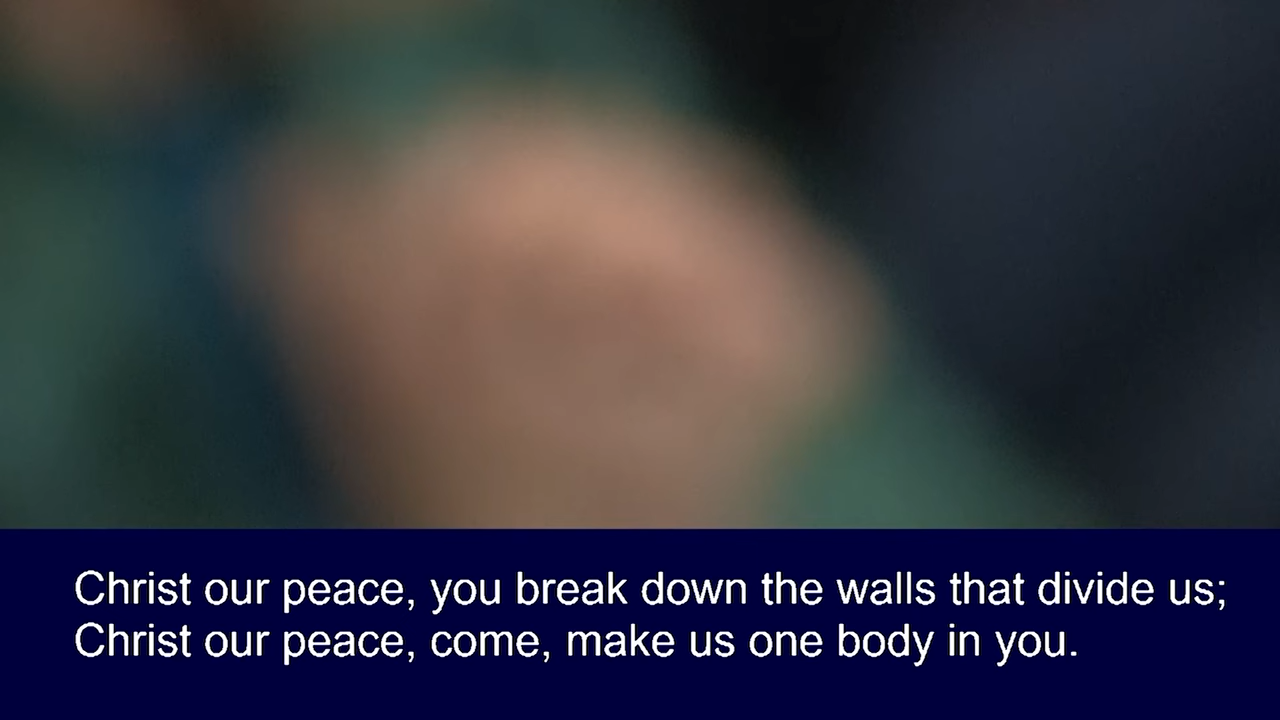 Christ our peace, you break down the walls that divide us;
Christ our peace, come, make us one body in you.